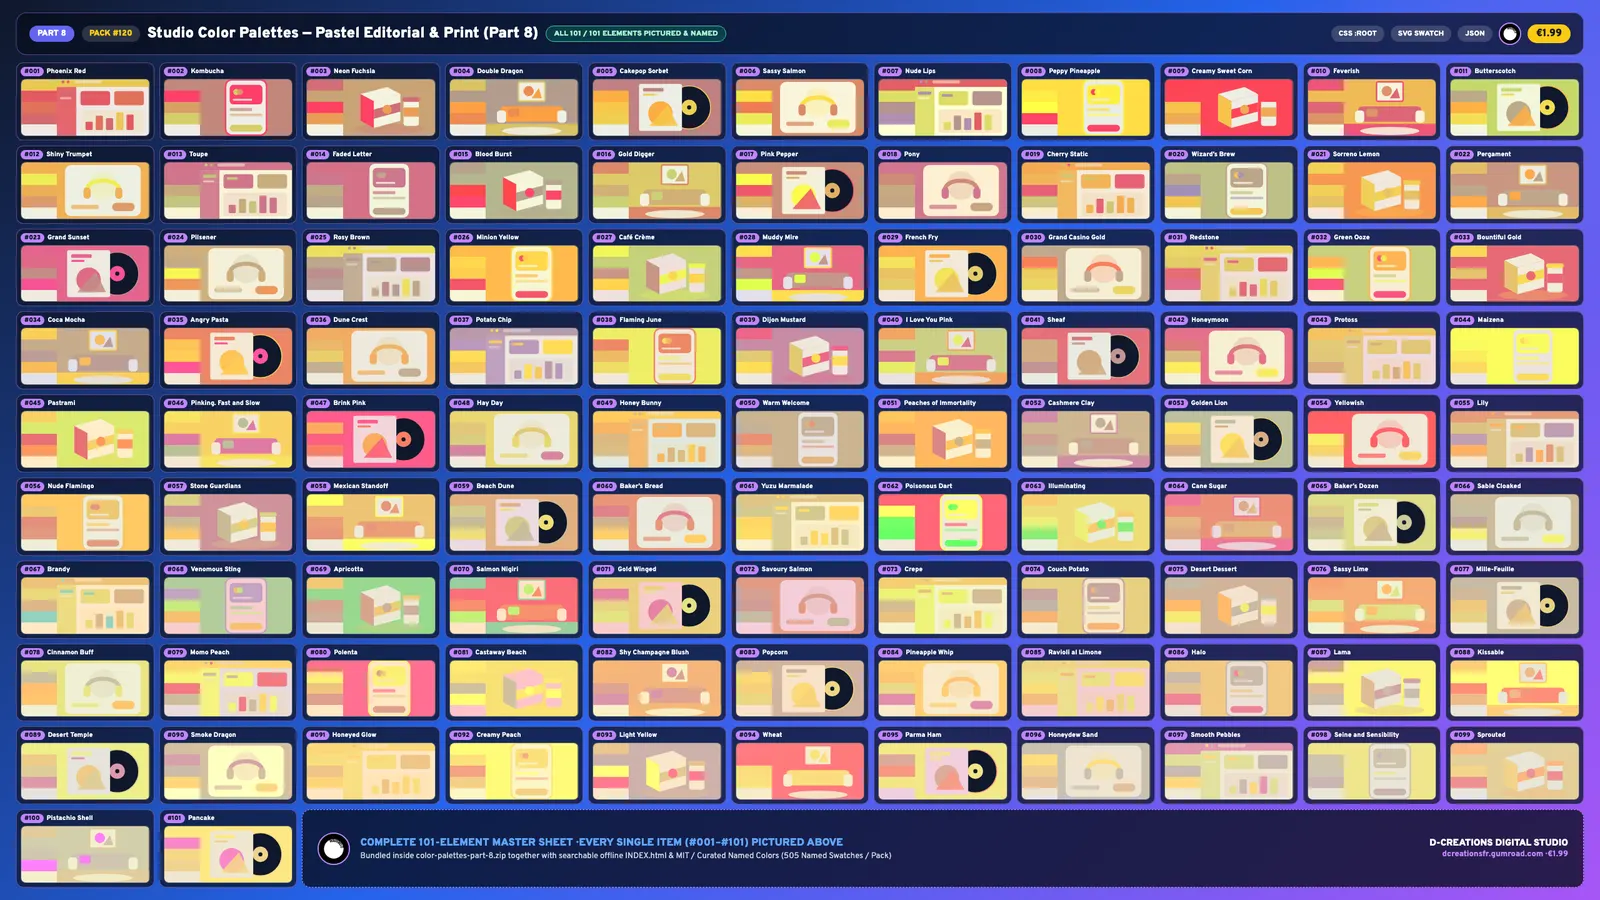 PART 8 PACK #120 Studio Color Palettes – Pastel Editorial & Print (Part 8) ALL 101 / 101 ELEMENTS PICTURED & NAMED CSS :ROOT SVG SWATCH JSON €1.99
#001 Phoenix Red #002 Kombucha #003 Neon Fuchsia #004 Double Dragon #005 Cakepop Sorbet #006 Sassy Salmon #007 Nude Lips #008 Peppy Pineapple #009 Creamy Sweet Corn #010 Feverish #011 Butterscotch
#012 Shiny Trumpet #013 Toupe #014 Faded Letter #015 Blood Burst #016 Gold Digger #017 Pink Pepper #018 Pony #019 Cherry Static #020 Wizard's Brew #021 Sorreno Lemon #022 Pergament
#023 Grand Sunset #024 Pilsener #025 Rosy Brown #026 Minion Yellow #027 Café Crème #028 Muddy Mire #029 French Fry #030 Grand Casino Gold #031 Redstone #032 Green Ooze #033 Bountiful Gold
#034 Coca Mocha #035 Angry Pasta #036 Dune Crest #037 Potato Chip #038 Flaming June #039 Dijon Mustard #040 I Love You Pink #041 Sheaf #042 Honeymoon #043 Protoss #044 Maizena
#045 Pastrami #046 Pinking, Fast and Slow #047 Brink Pink #048 Hay Day #049 Honey Bunny #050 Warm Welcome #051 Peaches of Immortality #052 Cashmere Clay #053 Golden Lion #054 Yellowish #055 Lily
#056 Nude Flamingo #057 Stone Guardians #058 Mexican Standoff #059 Beach Dune #060 Baker's Bread #061 Yuzu Marmalade #062 Poisonous Dart #063 Illuminating #064 Cane Sugar #065 Baker's Dozen #066 Sable Cloaked
#067 Brandy #068 Venomous Sting #069 Apricotta #070 Salmon Nigiri #071 Gold Winged #072 Savoury Salmon #073 Crepe #074 Couch Potato #075 Desert Dessert #076 Sassy Lime #077 Mille-Feuille
#078 Cinnamon Buff #079 Momo Peach #080 Polenta #081 Castaway Beach #082 Shy Champagne Blush #083 Popcorn #084 Pineapple Whip #085 Ravioli al Limone #086 Halo #087 Lama #088 Kissable
#089 Desert Temple #090 Smoke Dragon #091 Honeyed Glow #092 Creamy Peach #093 Light Yellow #094 Wheat #095 Parma Ham #096 Honeydew Sand #097 Smooth Pebbles #098 Seine and Sensibility #099 Sprouted
#100 Pistachio Shell #101 Pancake
COMPLETE 101-ELEMENT MASTER SHEET · EVERY SINGLE ITEM (#001–#101) PICTURED ABOVE
Bundled inside color-palettes-part-8.zip together with searchable offline INDEX.html & MIT / Curated Named Colors (505 Named Swatches / Pack)
D-CREATIONS DIGITAL STUDIO
dcreationsfr.gumroad.com · €1.99